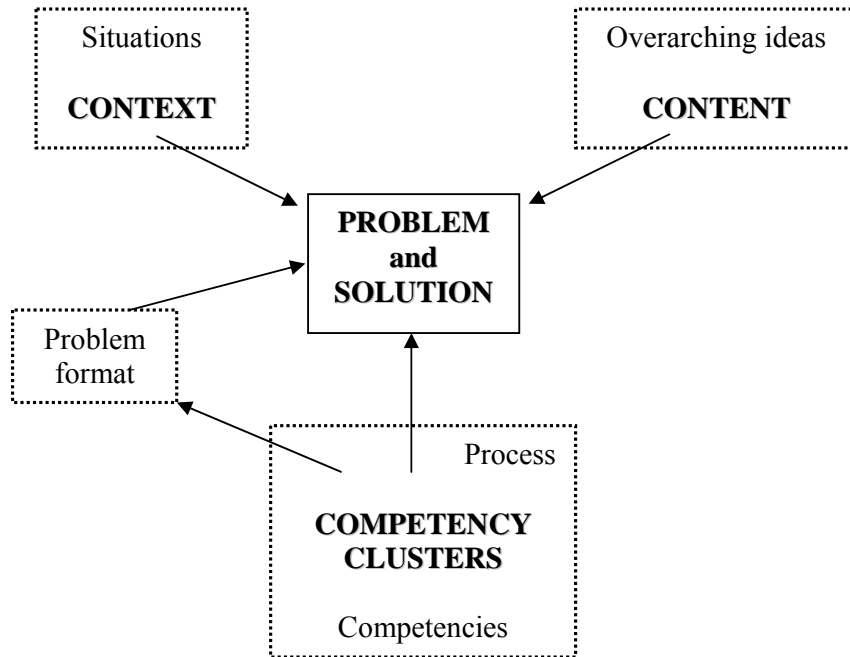 Situations
CONTEXT
Overarching ideas
CONTENT
PROBLEM
and
SOLUTION
Problem
format
Process
COMPETENCY
CLUSTERS
Competencies